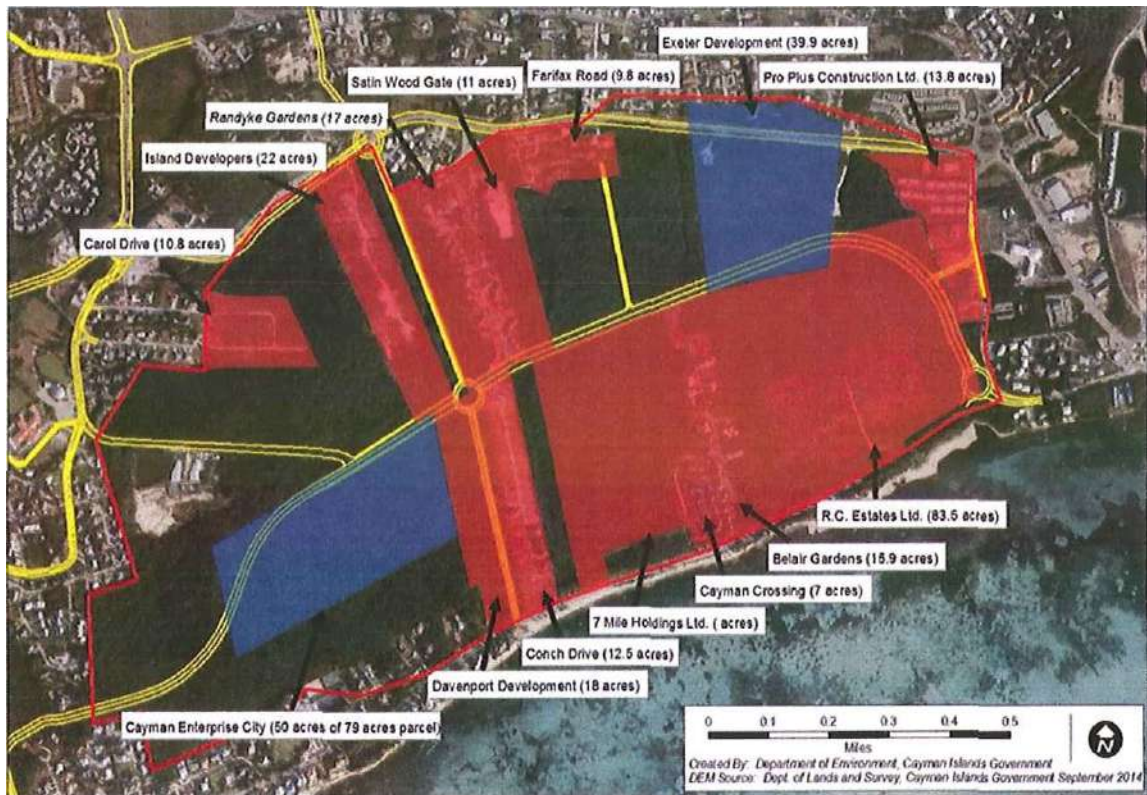 Exeter Development (39.9 acres)
Satin Wood Gate (11 acres)
Farifax Road (9.8 acres)
Pro Plus Construction Ltd. (13.8 acres)
Randyke Gardens (17 acres)
Island Developers (22 acres)
Carol Drive (10.8 acres)
R.C. Estates Ltd. (83.5 acres)
Belair Gardens (15.9 acres)
Cayman Crossing (7 acres)
7 Mile Holdings Ltd. ( acres)
Conch Drive (12.5 acres)
Davenport Development (18 acres)
Cayman Enterprise City (50 acres of 79 acres parcel)
0 0.1 0.2 0.3 0.4 0.5
Miles
N
Created By: Department of Environment, Cayman Islands Government
DEM Source: Dept. of Lands and Survey, Cayman Islands Government September 2014